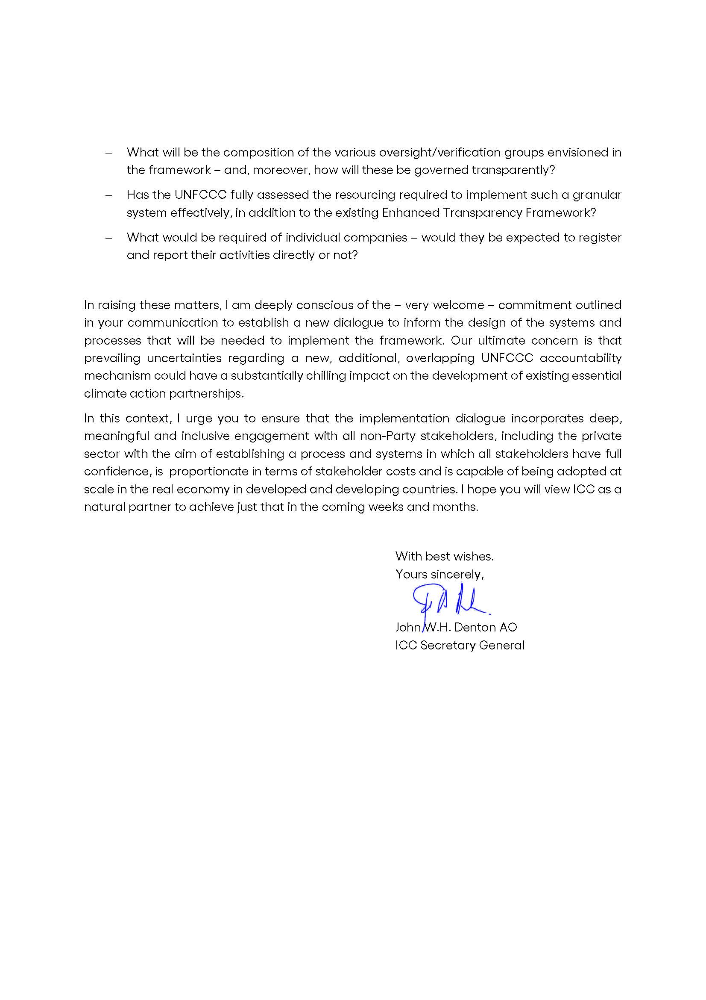 – What will be the composition of the various oversight/verification groups envisioned in
the framework – and, moreover, how will these be governed transparently?
– Has the UNFCCC fully assessed the resourcing required to implement such a granular
system effectively, in addition to the existing Enhanced Transparency Framework?
– What would be required of individual companies – would they be expected to register
and report their activities directly or not?
In raising these matters, I am deeply conscious of the – very welcome – commitment outlined
in your communication to establish a new dialogue to inform the design of the systems and
processes that will be needed to implement the framework. Our ultimate concern is that
prevailing uncertainties regarding a new, additional, overlapping UNFCCC accountability
mechanism could have a substantially chilling impact on the development of existing essential
climate action partnerships.
In this context, I urge you to ensure that the implementation dialogue incorporates deep,
meaningful and inclusive engagement with all non-Party stakeholders, including the private
sector with the aim of establishing a process and systems in which all stakeholders have full
confidence, is proportionate in terms of stakeholder costs and is capable of being adopted at
scale in the real economy in developed and developing countries. I hope you will view ICC as a
natural partner to achieve just that in the coming weeks and months.
With best wishes.
Yours sincerely,
John W.H. Denton AO
ICC Secretary General